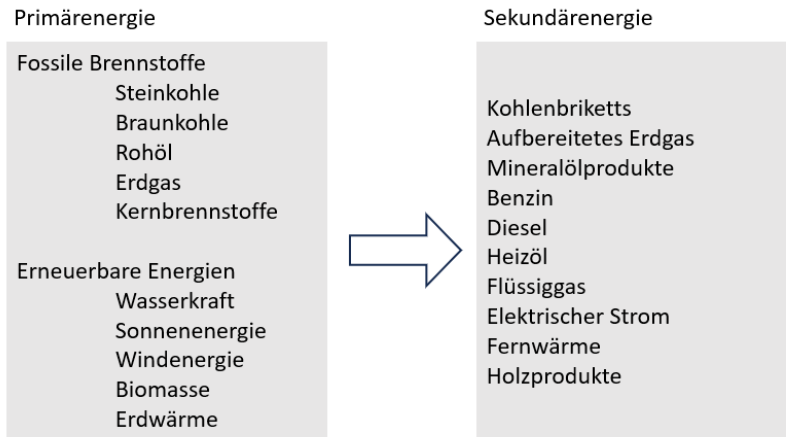 Primärenergie
Fossile Brennstoffe
Steinkohle
Braunkohle
Rohöl
Erdgas
Kernbrennstoffe
Erneuerbare Energien
Wasserkraft
Sonnenenergie
Windenergie
Biomasse
Erdwärme
Sekundärenergie
Kohlenbriketts
Aufbereitetes Erdgas
Mineralölprodukte
Benzin
Diesel
Heizöl
Flüssiggas
Elektrischer Strom
Fernwärme
Holzprodukte